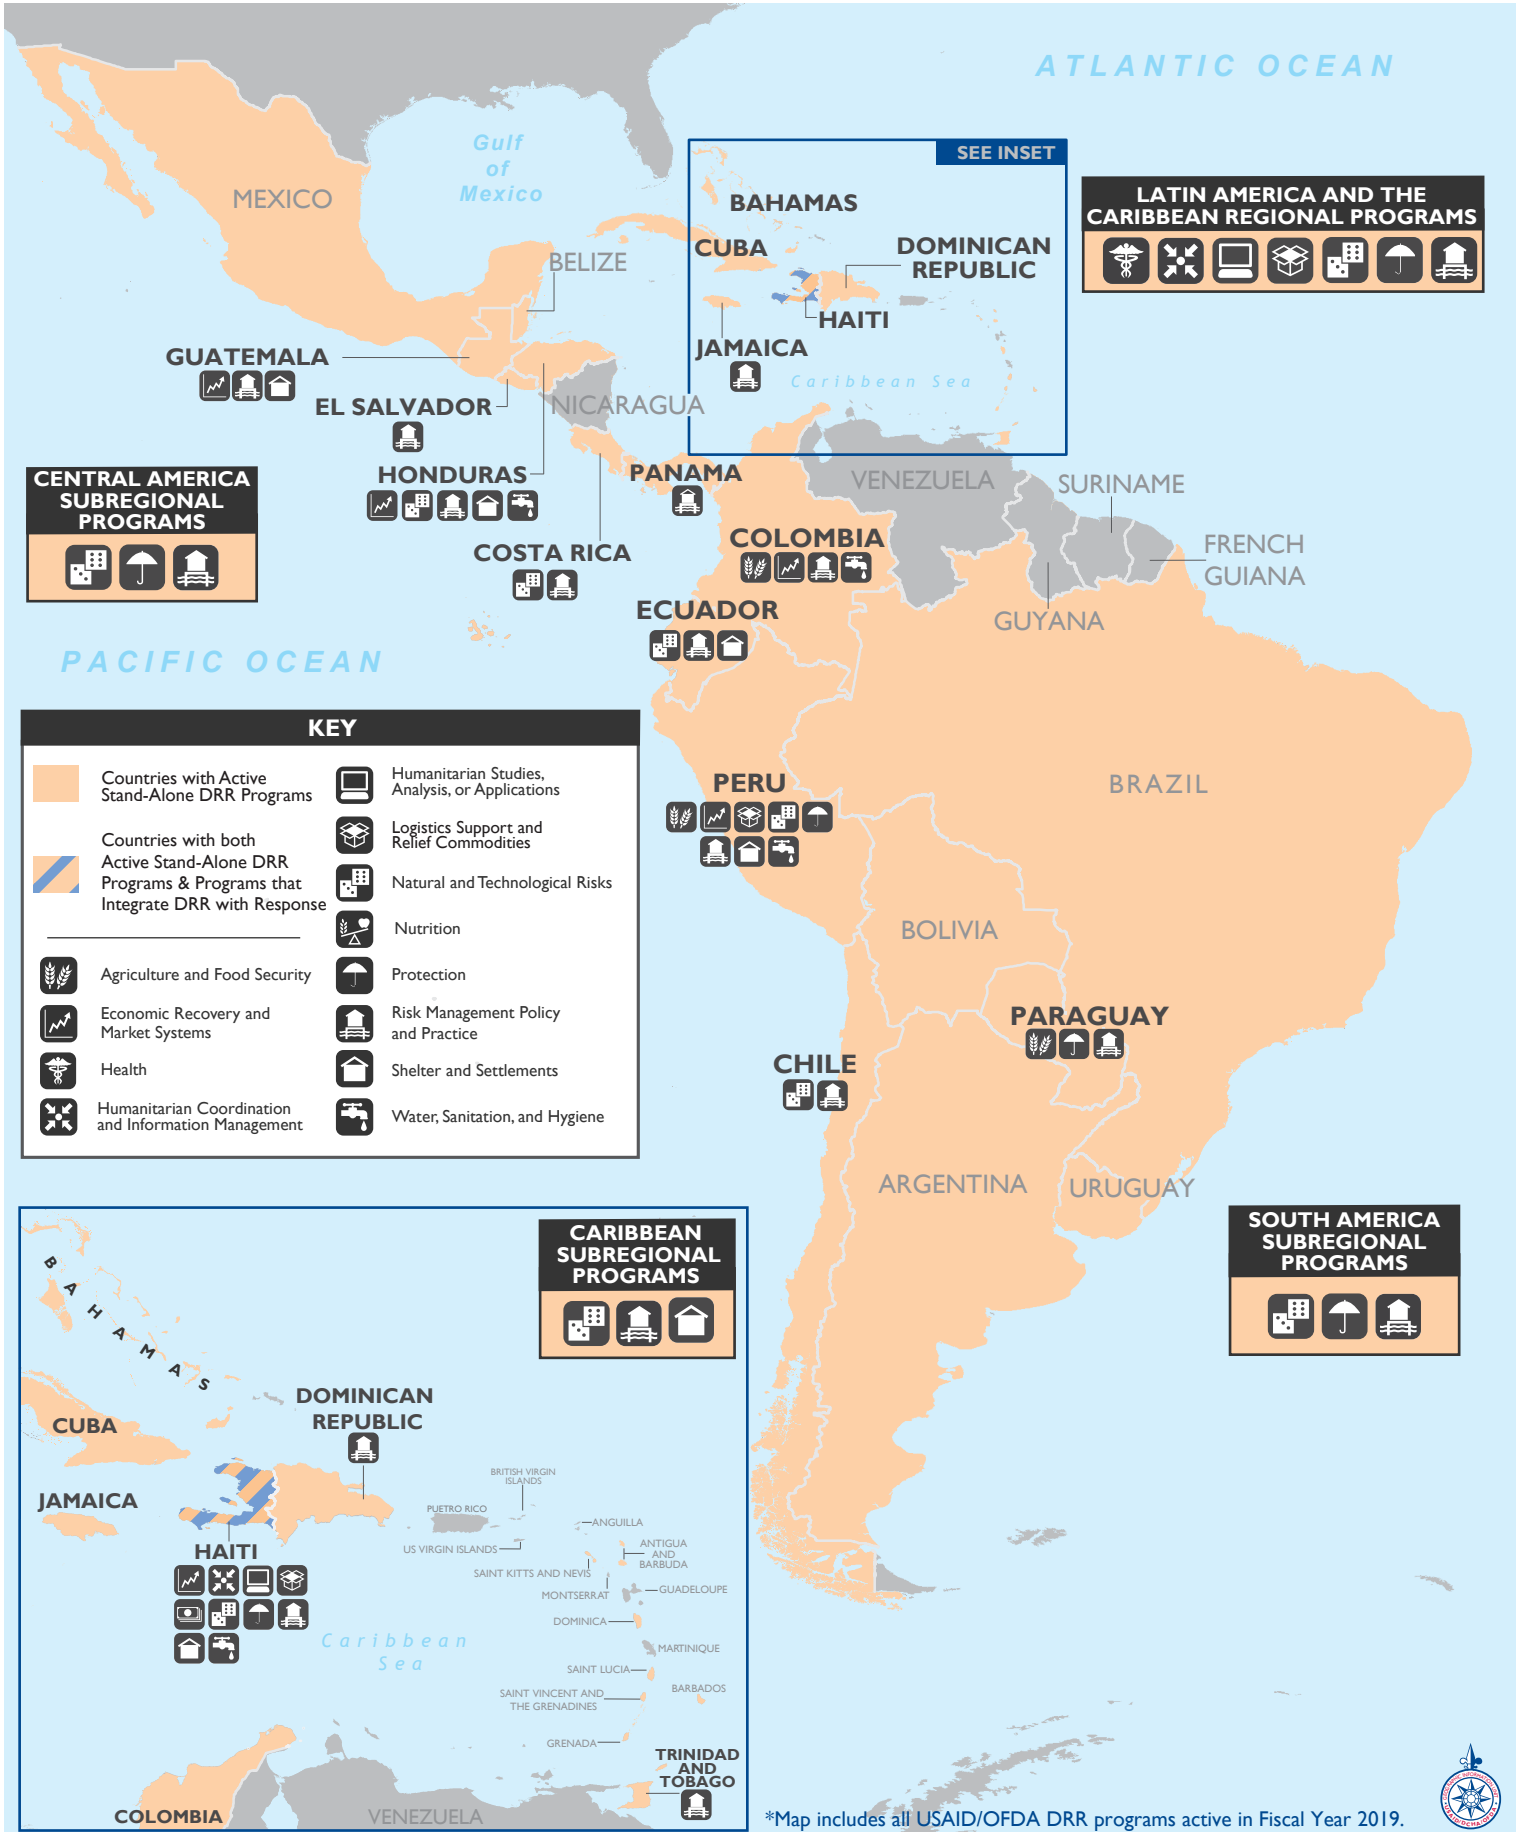 ATLANTIC OCEAN
Gulf
of
Mexico
SEE INSET
MEXICO
BAHAMAS
LATIN AMERICA AND THE
CARIBBEAN REGIONAL PROGRAMS
CUBA
DOMINICAN
REPUBLIC
BELIZE
HAITI
JAMAICA
GUATEMALA
Caribbean Sea
EL SALVADOR
NICARAGUA
HONDURAS
PANAMA
VENEZUELA
SURINAME
CENTRAL AMERICA
SUBREGIONAL
PROGRAMS
COSTA RICA
COLOMBIA
FRENCH
GUIANA
ECUADOR
GUYANA
PACIFIC OCEAN
KEY
Countries with Active
Stand-Alone DRR Programs
Countries with both
Active Stand-Alone DRR
Programs & Programs that
Integrate DRR with Response
Agriculture and Food Security
Economic Recovery and
Market Systems
Health
Humanitarian Coordination
and Information Management
Humanitarian Studies,
Analysis, or Applications
Logistics Support and
Relief Commodities
Natural and Technological Risks
Nutrition
Protection
Risk Management Policy
and Practice
Shelter and Settlements
Water, Sanitation, and Hygiene
PERU
BRAZIL
BOLIVIA
PARAGUAY
CHILE
ARGENTINA
URUGUAY
SOUTH AMERICA
SUBREGIONAL
PROGRAMS
CARIBBEAN
SUBREGIONAL
PROGRAMS
BAHAMAS
CUBA
DOMINICAN
REPUBLIC
JAMAICA
HAITI
BRITISH VIRGIN
ISLANDS
PUETRO RICO
US VIRGIN ISLANDS
ANGUILLA
ANTIGUA
AND
BARBUDA
SAINT KITTS AND NEVIS
MONTSERRAT
GUADELOUPE
DOMINICA
MARTINIQUE
SAINT LUCIA
BARBADOS
SAINT VINCENT AND
THE GRENADINES
GRENADA
Caribbean
Sea
TRINIDAD
AND
TOBAGO
COLOMBIA
VENEZUELA
*Map includes all USAID/OFDA DRR programs active in Fiscal Year 2019.